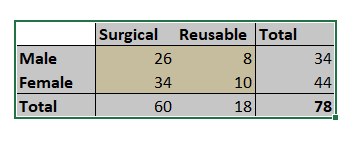 Surgical Reusable Total
Male 26 8 34
Female 34 10 44
Total 60 18 78